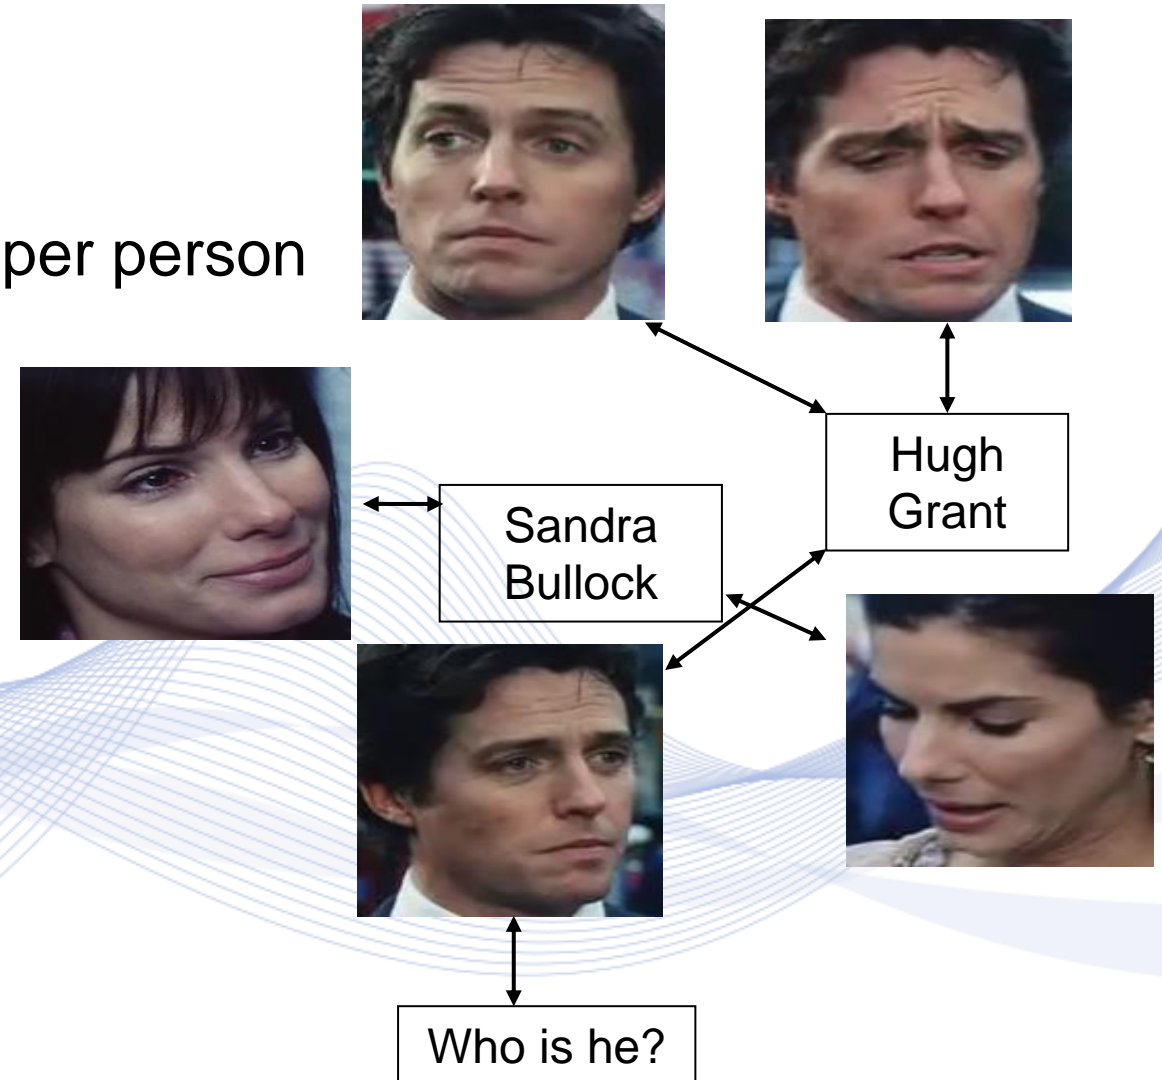 per person
Hugh
Grant
Sandra
Bullock
Who is he?